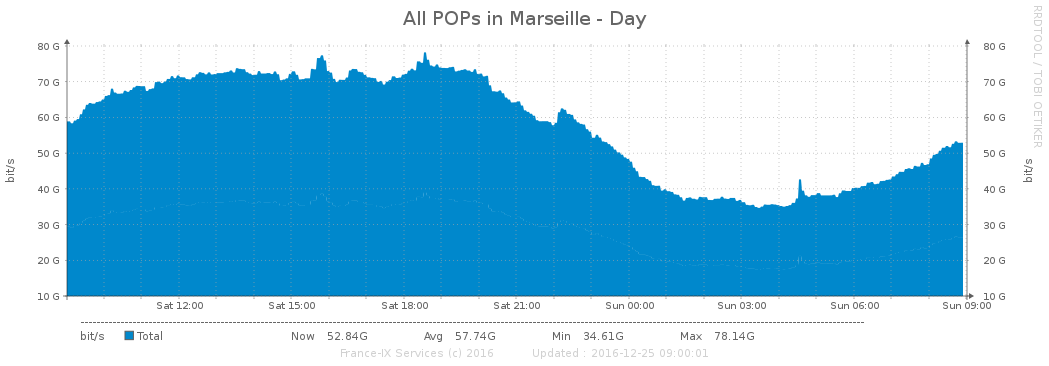 All POPs in Marseille - Day
RRDTOOL / TOBI OETIKER
80 G 80 G
70 G 70 G
60 G 60 G
50 G 50 G
40 G 40 G
30 G 30 G
20 G 20 G
10 G 10 G
bit/s
bit/s
Sat 12:00 Sat 15:00 Sat 18:00 Sat 21:00 Sun 00:00 Sun 03:00 Sun 06:00 Sun 09:00
bit/s Total Now 52.84G Avg 57.74G Min 34.61G Max 78.14G
France-IX Services (c) 2016 Updated : 2016-12-25 09:00:01